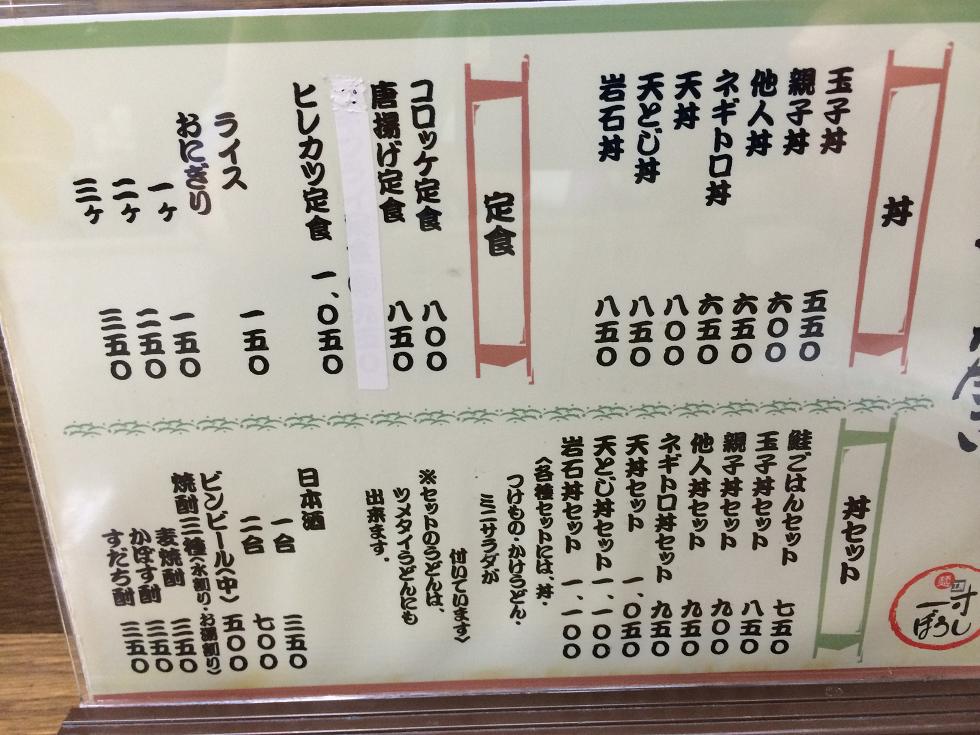 丼
玉子丼 五五〇
親子丼 六〇〇
他人丼 六五〇
ネギトロ丼 六五〇
天丼 八〇〇
天とじ丼 八五〇
岩石丼 八五〇
定食
コロッケ定食 八〇〇
唐揚げ定食 八五〇
ヒレカツ定食 一、〇五〇
ライス 一五〇
おにぎり
一ヶ 一五〇
二ヶ 二五〇
三ヶ 三五〇
丼セット
鮭ごはんセット 七五〇
玉子丼セット 八五〇
親子丼セット 九〇〇
他人丼セット 九五〇
ネギトロ丼セット 九五〇
天丼セット 一、〇五〇
天とじ丼セット 一、一〇〇
岩石丼セット 一、一〇〇
(各種セットには、丼・
つけもの・かけうどん・
ミニサラダが
付いています)
※セットのうどんは、
ツメタイうどんにも
出来ます。
日本酒
一合 三五〇
二合 七〇〇
ビンビール(中) 五〇〇
焼酎三種(水割り・お湯割り)
麦焼酎 三五〇
かぼす酎 三五〇
すだち酎 三五〇
麺工房
一寸
ぼうし